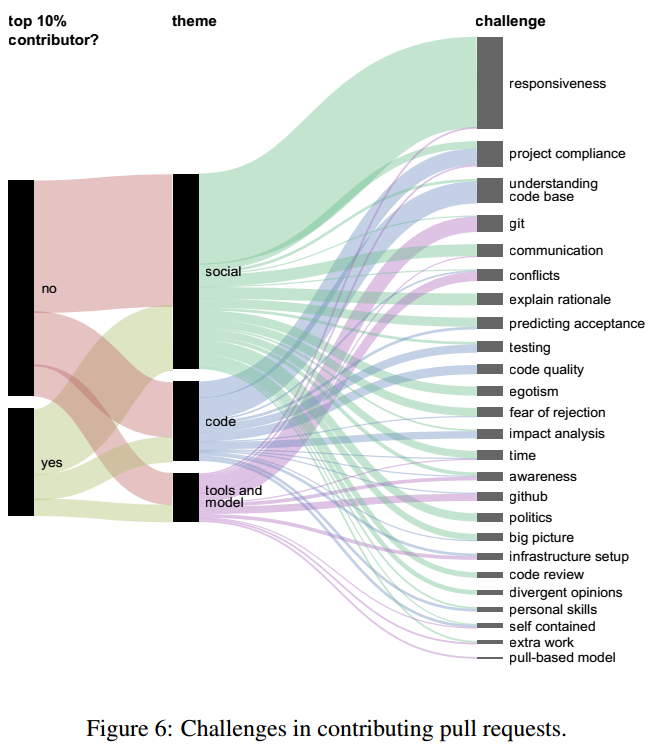 top 10%
contributor?
theme
challenge
no
yes
social
code
tools and
model
responsiveness
project compliance
understanding
code base
git
communication
conflicts
explain rationale
predicting acceptance
testing
code quality
egotism
fear of rejection
impact analysis
time
awareness
github
politics
big picture
infrastructure setup
code review
divergent opinions
personal skills
self contained
extra work
pull-based model
Figure 6: Challenges in contributing pull requests.